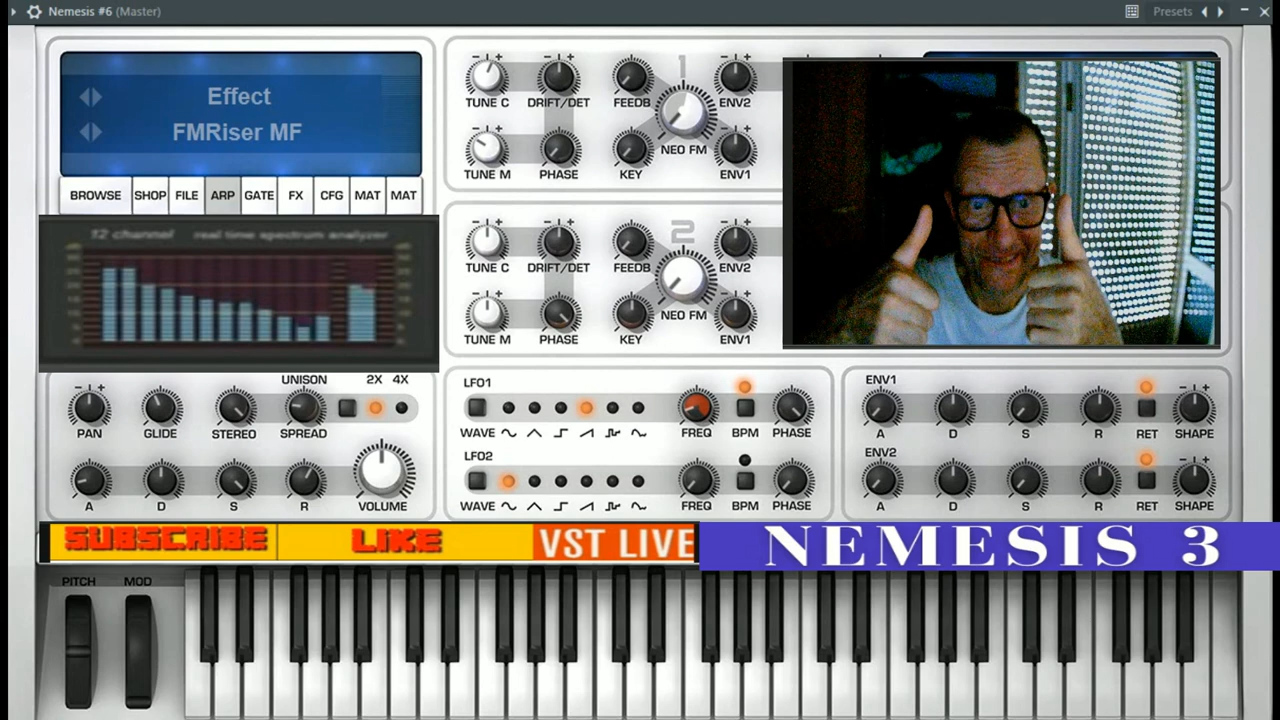 Nemesis #6 (Master)
Presets
Effect
FMRiser MF
BROWSE SHOP FILE ARP GATE FX CFG MAT MAT
12 channel real time spectrum analyzer
TUNE C DRIFT/DET FEEDB ENV2
1
NEO FM
TUNE M PHASE KEY ENV1
TUNE C DRIFT/DET FEEDB ENV2
2
NEO FM
TUNE M PHASE KEY ENV1
UNISON 2X 4X
PAN GLIDE STEREO SPREAD
A D S R VOLUME
LFO1
WAVE FREQ BPM PHASE
LFO2
WAVE FREQ BPM PHASE
ENV1
A D S R RET SHAPE
ENV2
A D S R RET SHAPE
SUBSCRIBE LIKE VST LIVE
NEMESIS 3
PITCH MOD